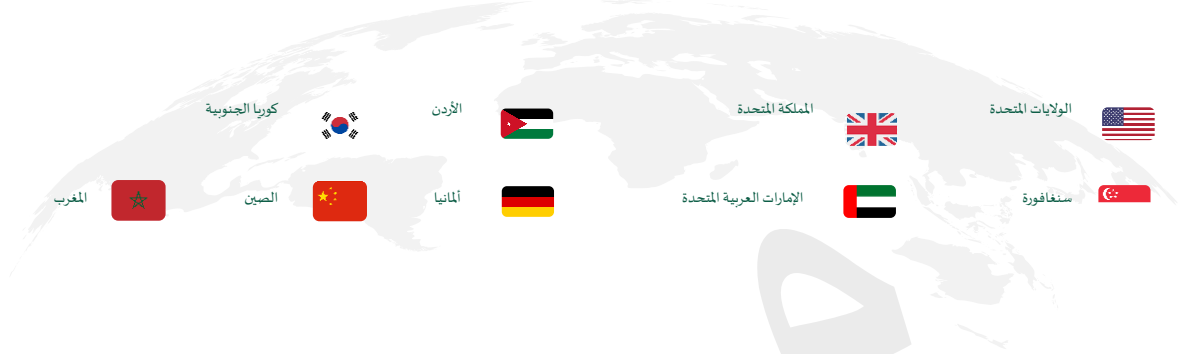 الولايات المتحدة
المملكة المتحدة
الأردن
كوريا الجنوبية
سنغافورة
الإمارات العربية المتحدة
ألمانيا
الصين
المغرب